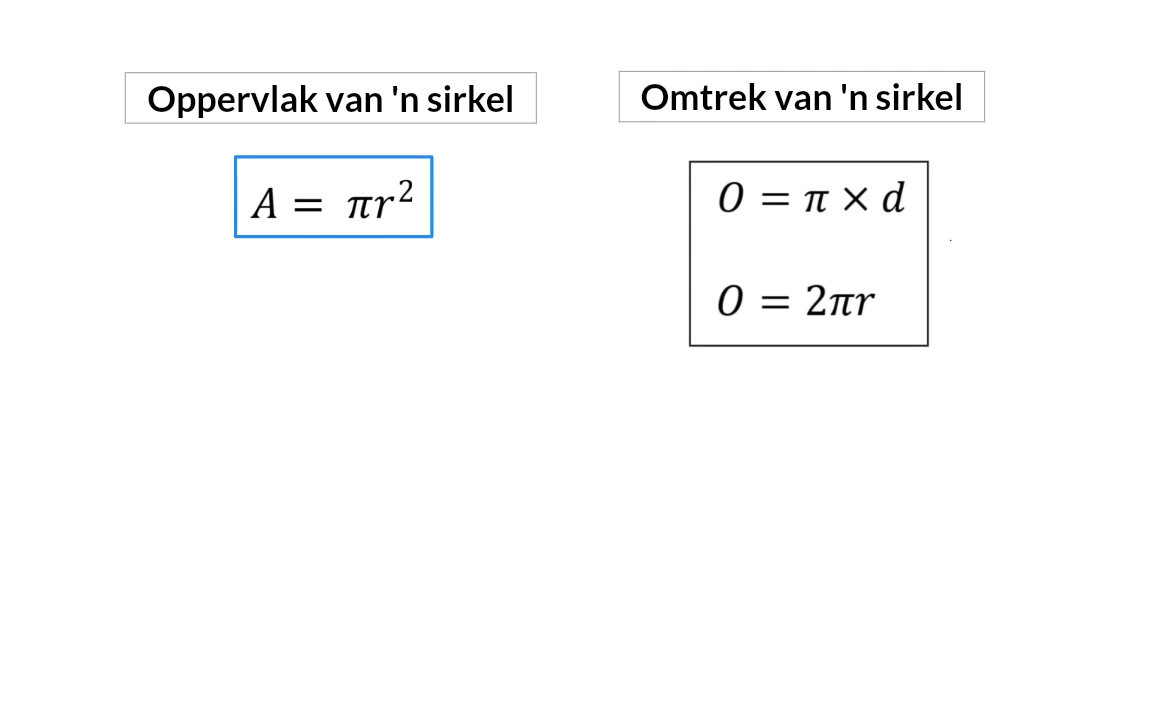 Oppervlak van 'n sirkel
A = πr²
Omtrek van 'n sirkel
O = π × d
O = 2πr